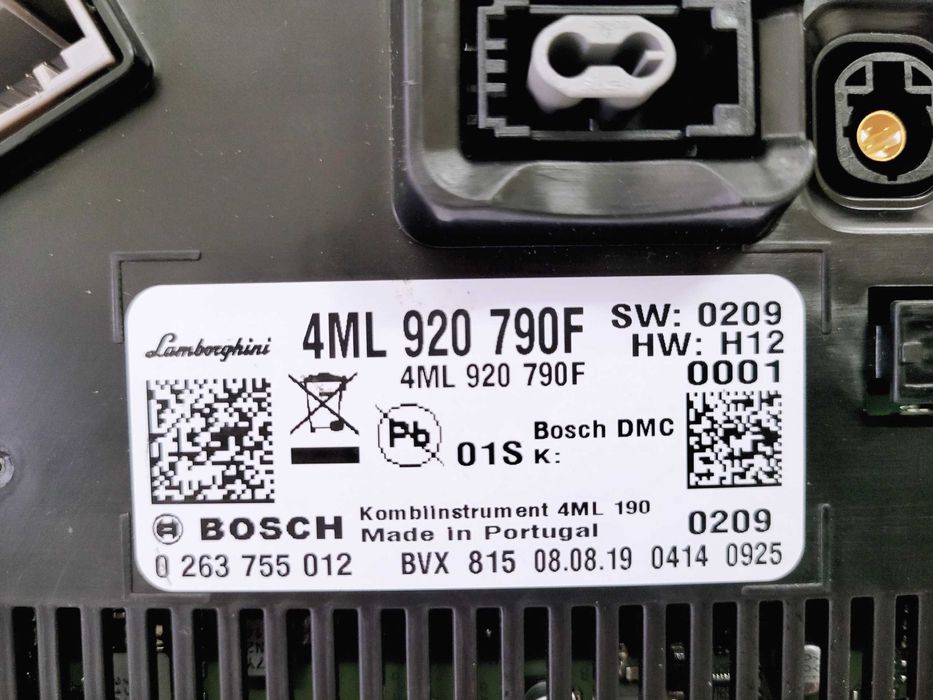 Lamborghini 4ML 920 790F SW: 0209
HW: H12
4ML 920 790F 0001
Pb 01S Bosch DMC
K:
BOSCH Kombiinstrument 4ML 190
Made in Portugal 0209
0 263 755 012 BVX 815 08.08.19 0414 0925